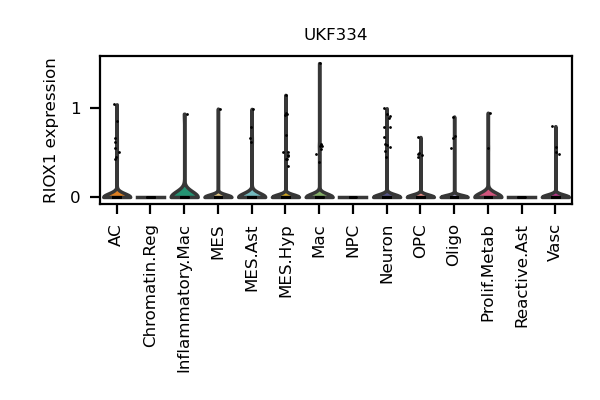 UKF334
RIOX1 expression
1
0
AC
Chromatin.Reg
Inflammatory.Mac
MES
MES.Ast
MES.Hyp
Mac
NPC
Neuron
OPC
Oligo
Prolif.Metab
Reactive.Ast
Vasc